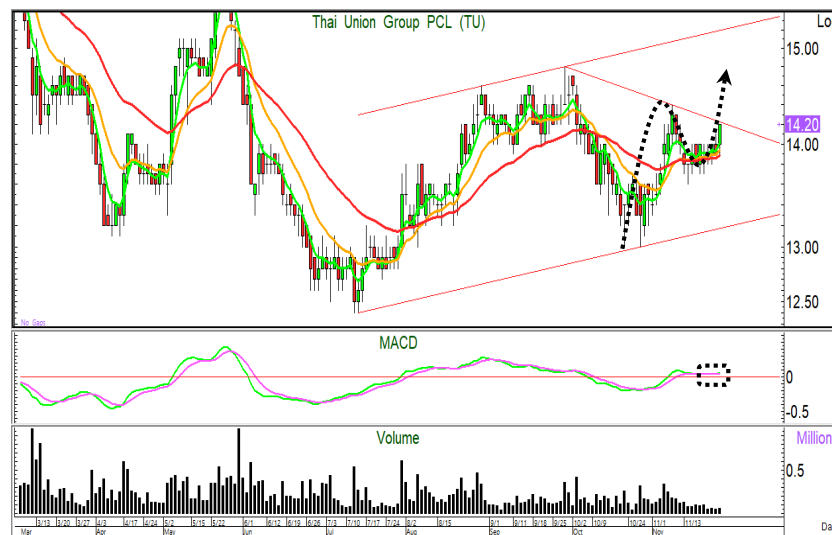 Thai Union Group PCL (TU)
Lo
15.00
14.20
14.00
13.00
12.50
No Gaps
MACD
0
-0.5
Volume
Million
0.5
3/13 3/20 3/27 4/3 4/17 4/24 5/2 5/15 5/22 6/1 6/12 6/19 6/26 7/3 7/10 7/17 7/24 8/2 8/15 9/1 9/11 9/18 9/25 10/2 10/9 10/24 11/1 11/13
Mar Apr May Jun Jul Aug Sep Oct Nov Da